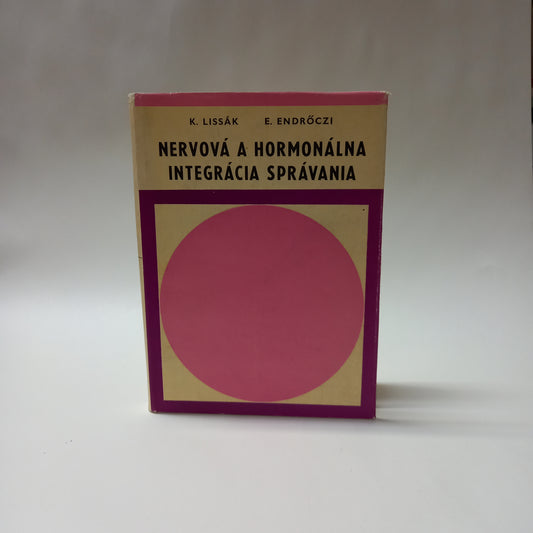 K. LISSÁK E. ENDRŐCZI
NERVOVÁ A HORMONÁLNA
INTEGRÁCIA SPRÁVANIA